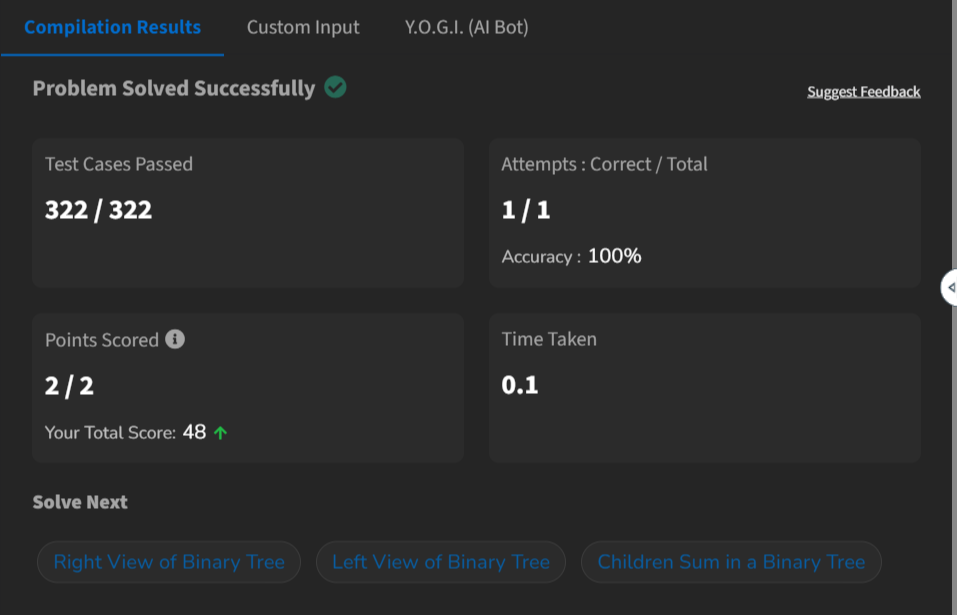 Compilation Results Custom Input Y.O.G.I. (AI Bot)
Problem Solved Successfully
Suggest Feedback
Test Cases Passed
322 / 322
Attempts : Correct / Total
1 / 1
Accuracy : 100%
Points Scored
2 / 2
Your Total Score: 48
Time Taken
0.1
Solve Next
Right View of Binary Tree Left View of Binary Tree Children Sum in a Binary Tree